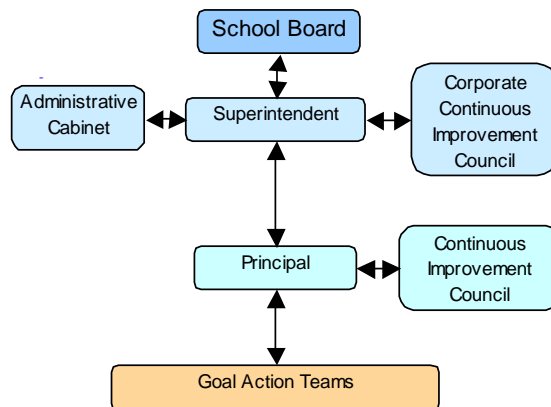 School Board
Administrative
Cabinet
Superintendent
Corporate
Continuous
Improvement
Council
Principal
Continuous
Improvement
Council
Goal Action Teams